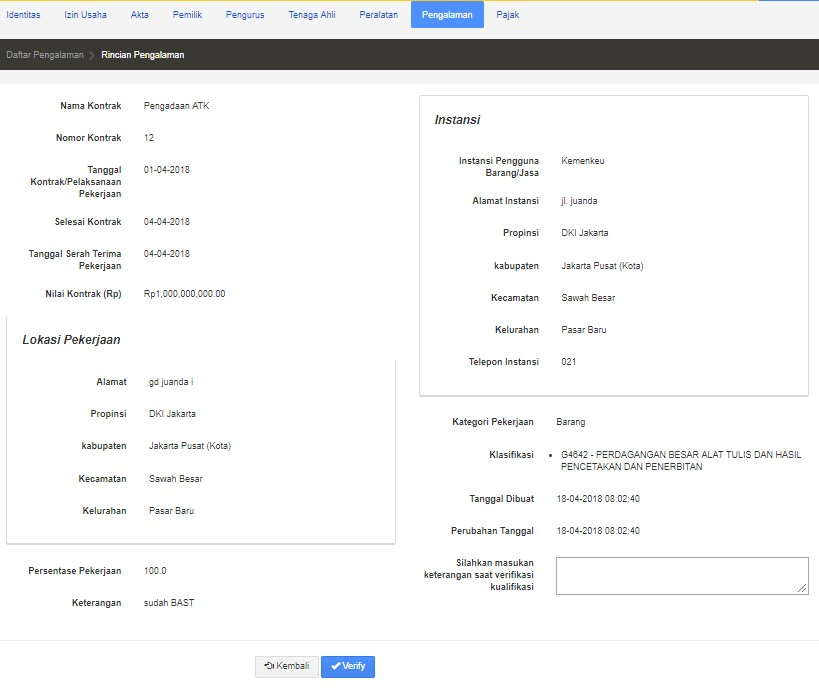 Identitas Izin Usaha Akta Pemilik Pengurus Tenaga Ahli Peralatan Pengalaman Pajak
Daftar Pengalaman > Rincian Pengalaman
Nama Kontrak Pengadaan ATK
Nomor Kontrak 12
Tanggal 01-04-2018
Kontrak/Pelaksanaan
Pekerjaan
Selesai Kontrak 04-04-2018
Tanggal Serah Terima 04-04-2018
Pekerjaan
Nilai Kontrak (Rp) Rp1,000,000,000.00
Lokasi Pekerjaan
Alamat gd juanda i
Propinsi DKI Jakarta
kabupaten Jakarta Pusat (Kota)
Kecamatan Sawah Besar
Kelurahan Pasar Baru
Persentase Pekerjaan 100.0
Keterangan sudah BAST
Instansi
Instansi Pengguna Kemenkeu
Barang/Jasa
Alamat Instansi jl. juanda
Propinsi DKI Jakarta
kabupaten Jakarta Pusat (Kota)
Kecamatan Sawah Besar
Kelurahan Pasar Baru
Telepon Instansi 021
Kategori Pekerjaan Barang
Klasifikasi • G4642 - PERDAGANGAN BESAR ALAT TULIS DAN HASIL
PENCETAKAN DAN PENERBITAN
Tanggal Dibuat 18-04-2018 08:02:40
Perubahan Tanggal 18-04-2018 08:02:40
Silahkan masukan
keterangan saat verifikasi
kualifikasi
Kembali Verify